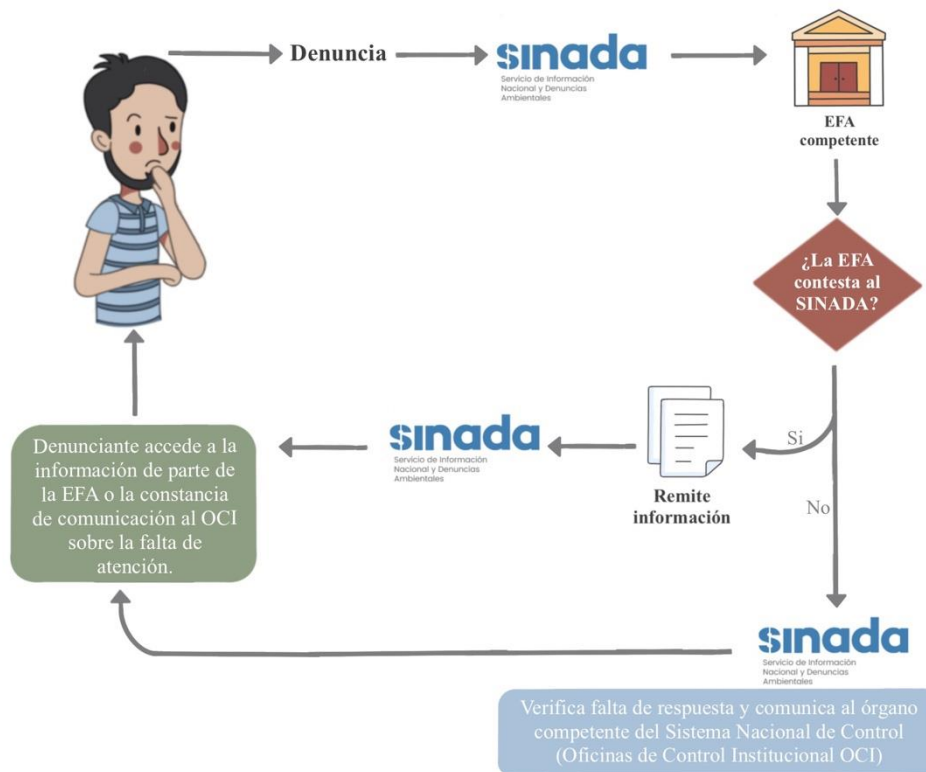 Denuncia
sinada
Servicio de Información
Nacional y Denuncias
Ambientales
EFA
competente
¿La EFA
contesta al
SINADA?
Si
No
Remite
información
sinada
Servicio de Información
Nacional y Denuncias
Ambientales
Denunciante accede a la
información de parte de
la EFA o la constancia
de comunicación al OCI
sobre la falta de
atención.
sinada
Servicio de Información
Nacional y Denuncias
Ambientales
Verifica falta de respuesta y comunica al órgano
competente del Sistema Nacional de Control
(Oficinas de Control Institucional OCI)